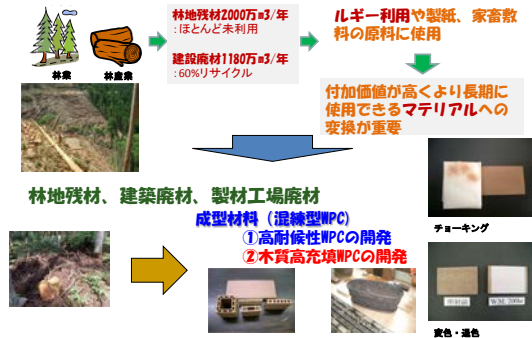 林地残材2000万m3/年
:ほとんど未利用
建設廃材1180万m3/年
:60%リサイクル
ルギー利用や製紙、家畜敷
料の原料に使用
林業
林産業
付加価値が高くより長期に
使用できるマテリアルへの
変換が重要
林地残材、建築廃材、製材工場廃材
成型材料（混練型WPC)
①高耐候性WPCの開発
②木質高充填WPCの開発
チョーキング
変色・退色